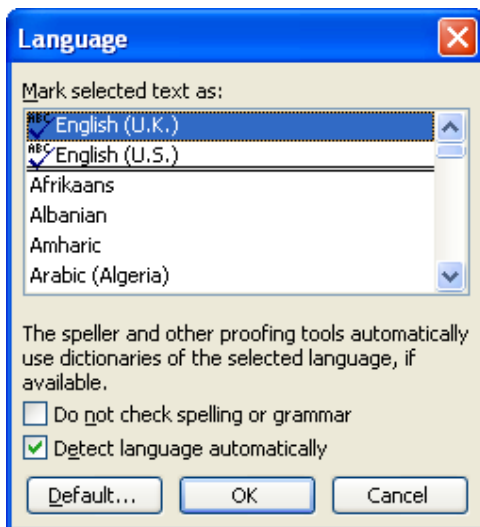 Language
Mark selected text as:
ABC English (U.K.)
ABC English (U.S.)
Afrikaans
Albanian
Amharic
Arabic (Algeria)
The speller and other proofing tools automatically
use dictionaries of the selected language, if
available.
Do not check spelling or grammar
Detect language automatically
Default... OK Cancel